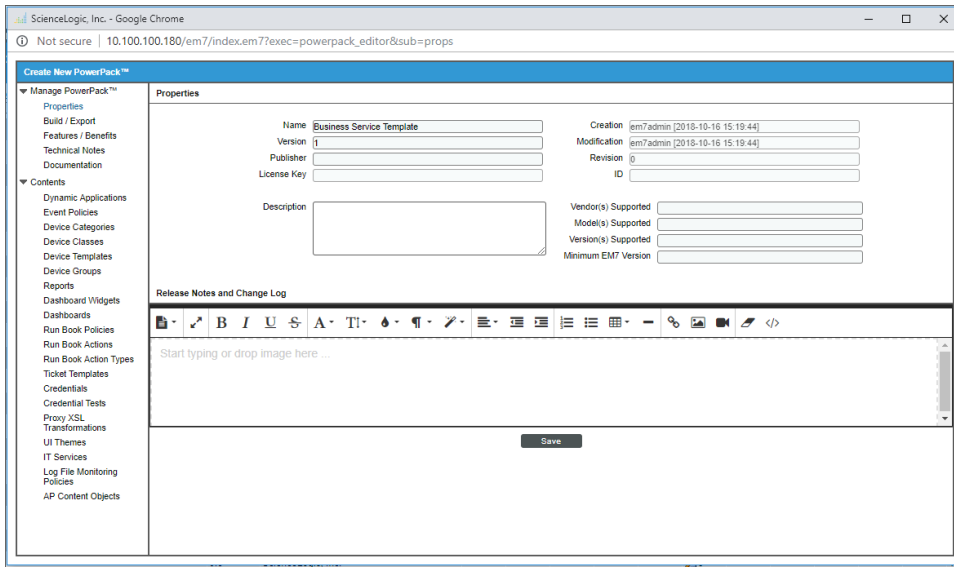 ScienceLogic, Inc. - Google Chrome
Not secure | 10.100.100.180/em7/index.em7?exec=powerpack_editor&sub=props
Create New PowerPack™
Manage PowerPack™
Properties
Build / Export
Features / Benefits
Technical Notes
Documentation
Contents
Dynamic Applications
Event Policies
Device Categories
Device Classes
Device Templates
Device Groups
Reports
Dashboard Widgets
Dashboards
Run Book Policies
Run Book Actions
Run Book Action Types
Ticket Templates
Credentials
Credential Tests
Proxy XSL
Transformations
UI Themes
IT Services
Log File Monitoring
Policies
AP Content Objects
Properties
Name Business Service Template
Version 1
Publisher
License Key
Description
Creation em7admin [2018-10-16 15:19:44]
Modification em7admin [2018-10-16 15:19:44]
Revision 0
ID
Vendor(s) Supported
Model(s) Supported
Version(s) Supported
Minimum EM7 Version
Release Notes and Change Log
B I U S A T
Start typing or drop image here ...
Save